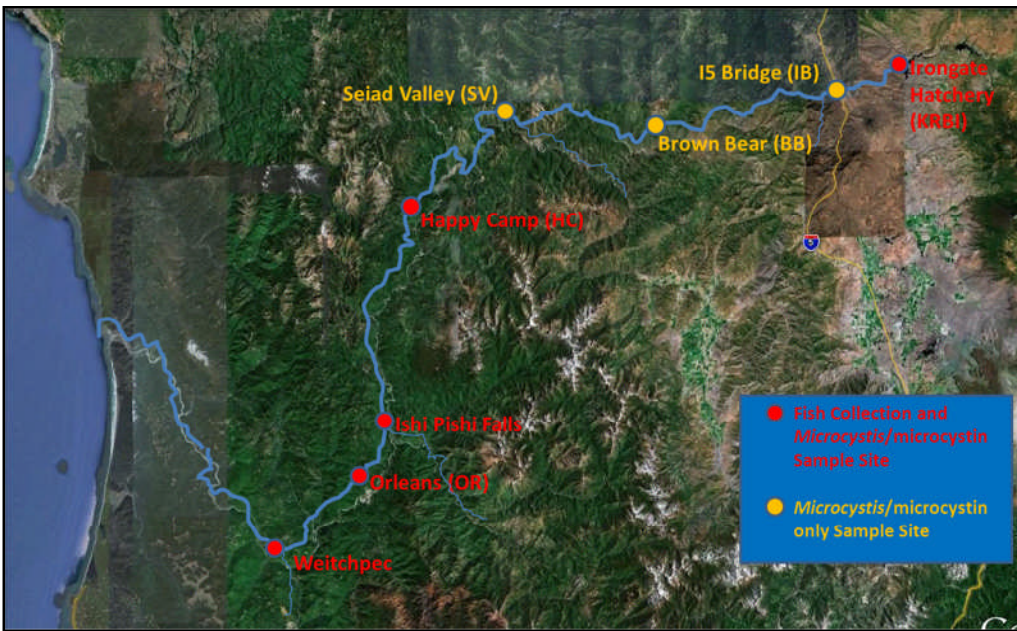 I5 Bridge (IB)
Irongate
Hatchery
(KRBI)
Seiad Valley (SV)
Brown Bear (BB)
Happy Camp (HC)
5
Ishi Pishi Falls
Orleans (OR)
Weitchpec
Fish Collection and
Microcystis/microcystin
Sample Site
Microcystis/microcystin
only Sample Site